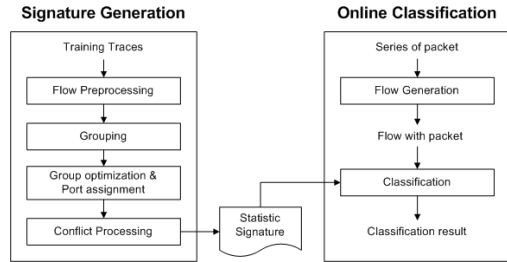 Signature Generation
Training Traces
Flow Preprocessing
Grouping
Group optimization &
Port assignment
Conflict Processing
Statistic
Signature
Online Classification
Series of packet
Flow Generation
Flow with packet
Classification
Classification result